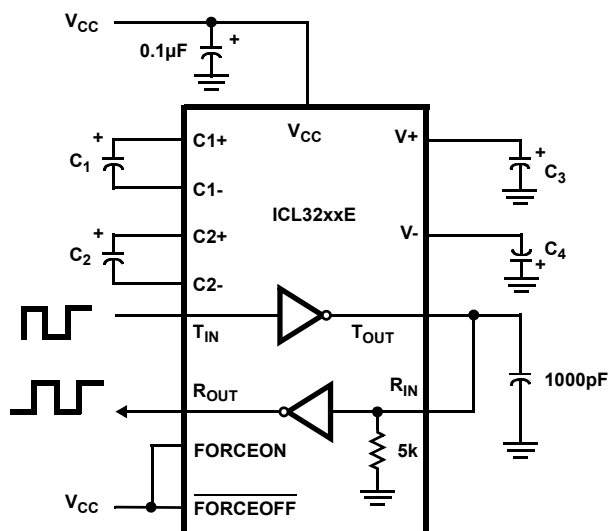 VCC
0.1µF
+
VCC
C1+
V+
+
C1
+
C3
C1-
ICL32xxE
C2+
V-
+
C2
C4
+
C2-
TIN
TOUT
ROUT
RIN
1000pF
FORCEON
5k
VCC
FORCEOFF